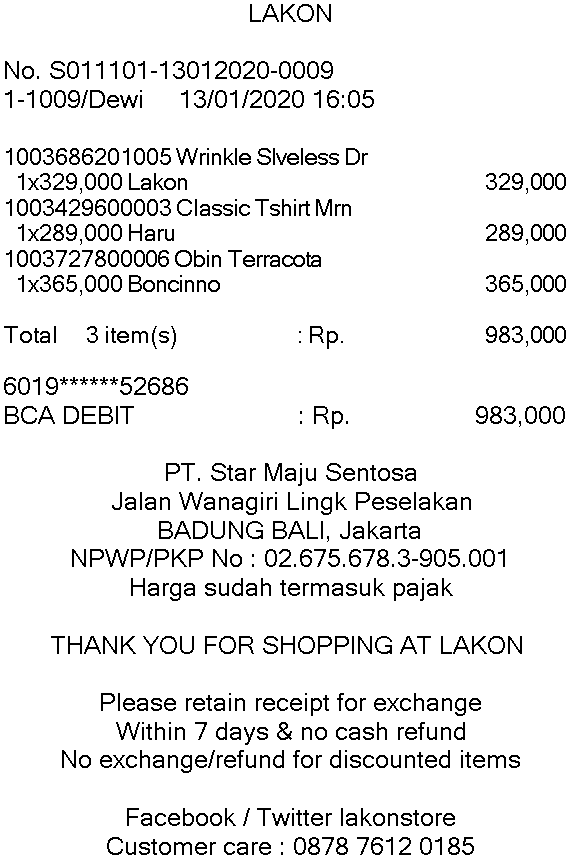 LAKON
No. S011101-13012020-0009
1-1009/Dewi 13/01/2020 16:05
1003686201005 Wrinkle Slveless Dr
1x329,000 Lakon 329,000
1003429600003 Classic Tshirt Mrn
1x289,000 Haru 289,000
1003727800006 Obin Terracota
1x365,000 Boncinno 365,000
Total 3 item(s) : Rp. 983,000
6019******52686
BCA DEBIT : Rp. 983,000
PT. Star Maju Sentosa
Jalan Wanagiri Lingk Peselakan
BADUNG BALI, Jakarta
NPWP/PKP No : 02.675.678.3-905.001
Harga sudah termasuk pajak
THANK YOU FOR SHOPPING AT LAKON
Please retain receipt for exchange
Within 7 days & no cash refund
No exchange/refund for discounted items
Facebook / Twitter lakonstore
Customer care : 0878 7612 0185